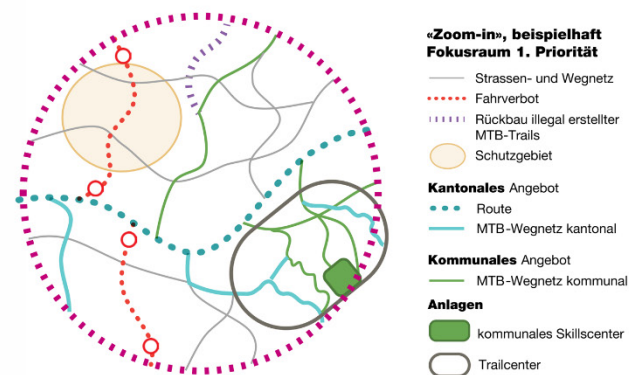 «Zoom-in», beispielhaft
Fokusraum 1. Priorität
Strassen- und Wegnetz
Fahrverbot
Rückbau illegal erstellter
MTB-Trails
Schutzgebiet
Kantonales Angebot
Route
MTB-Wegnetz kantonal
Kommunales Angebot
MTB-Wegnetz kommunal
Anlagen
kommunales Skillscenter
Trailcenter